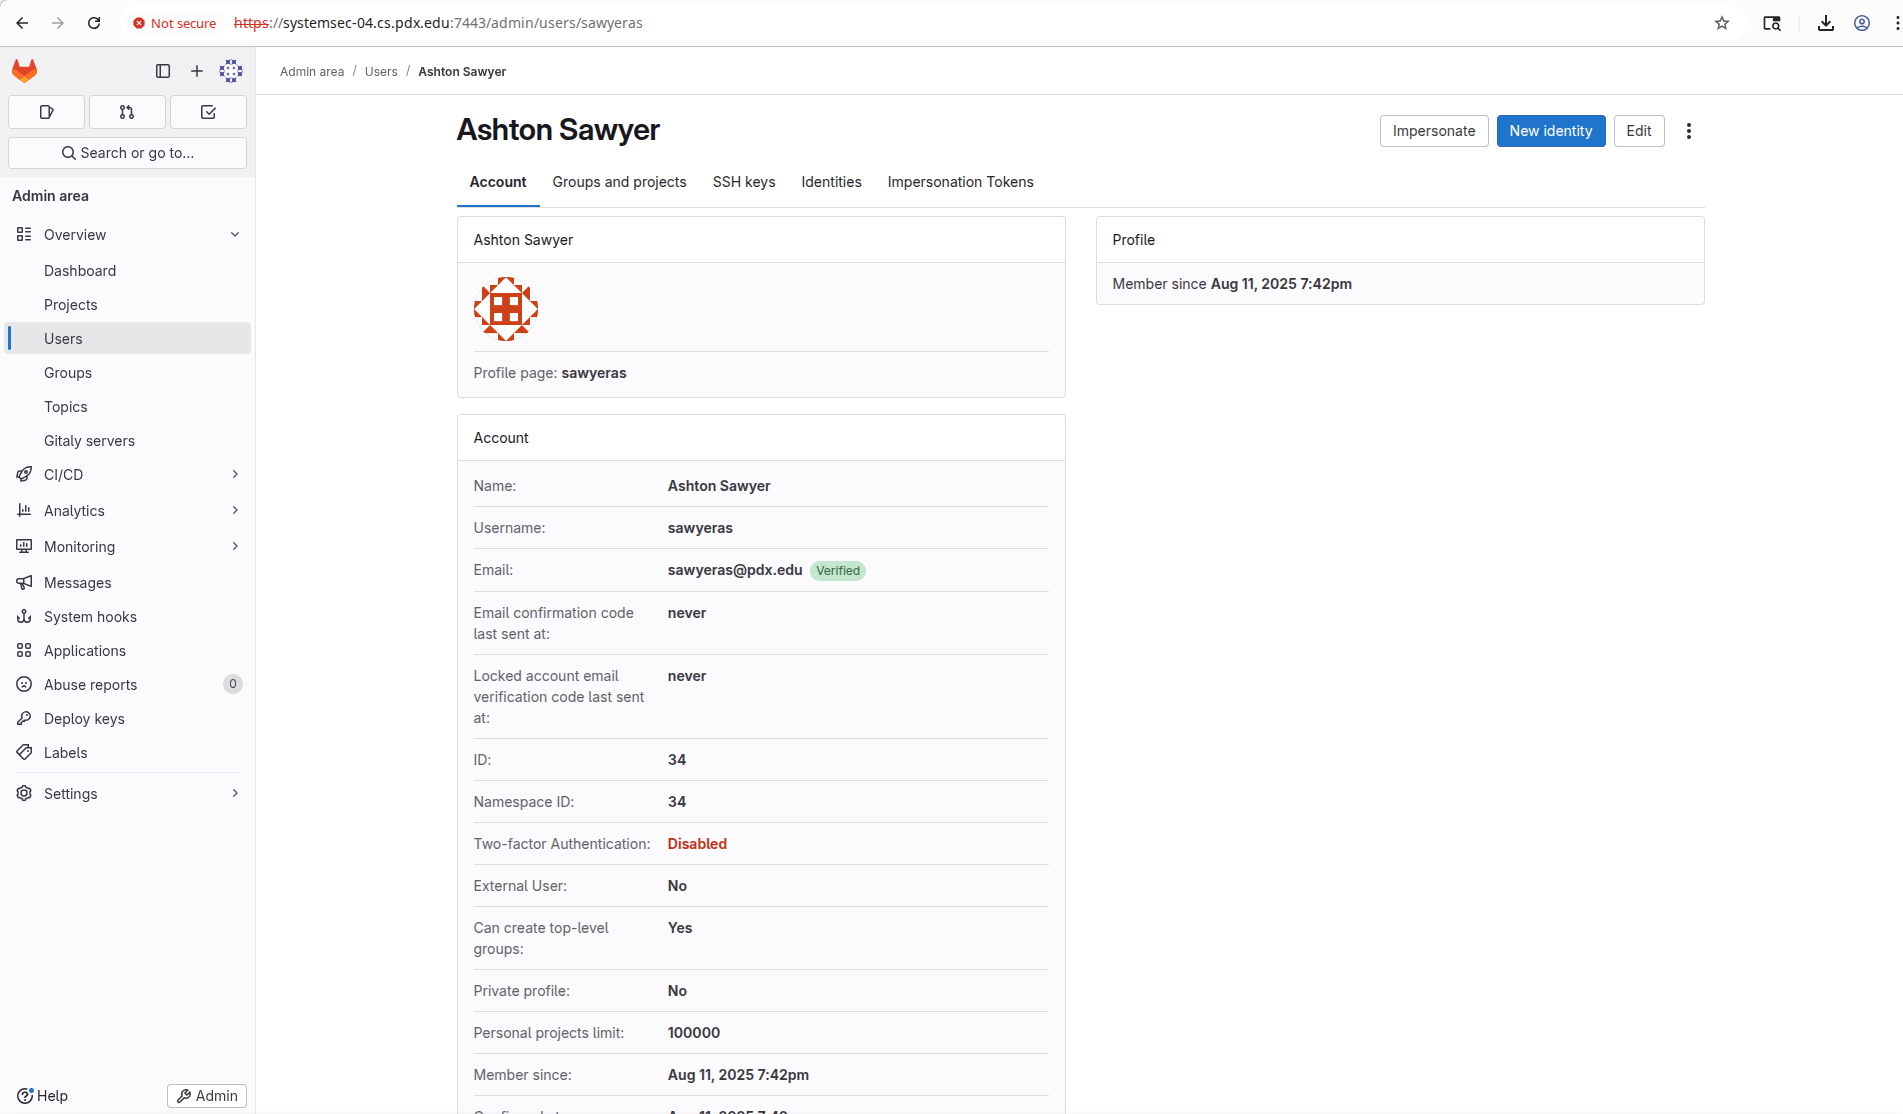 Not secure https://systemsec-04.cs.pdx.edu:7443/admin/users/sawyeras
Admin area / Users / Ashton Sawyer
Search or go to...
Admin area
Overview
Dashboard
Projects
Users
Groups
Topics
Gitaly servers
CI/CD
Analytics
Monitoring
Messages
System hooks
Applications
Abuse reports 0
Deploy keys
Labels
Settings
Help Admin
Ashton Sawyer
Impersonate New identity Edit
Account Groups and projects SSH keys Identities Impersonation Tokens
Ashton Sawyer
Profile page: sawyeras
Profile
Member since Aug 11, 2025 7:42pm
Account
Name: Ashton Sawyer
Username: sawyeras
Email: sawyeras@pdx.edu Verified
Email confirmation code never
last sent at:
Locked account email never
verification code last sent
at:
ID: 34
Namespace ID: 34
Two-factor Authentication: Disabled
External User: No
Can create top-level Yes
groups:
Private profile: No
Personal projects limit: 100000
Member since: Aug 11, 2025 7:42pm